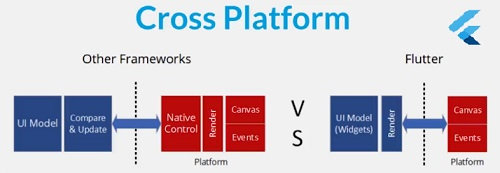 Cross Platform
Other Frameworks
Flutter
UI Model
Compare
& Update
Native
Control
Render
Canvas
Events
Platform
V
S
UI Model
(Widgets)
Render
Canvas
Events
Platform